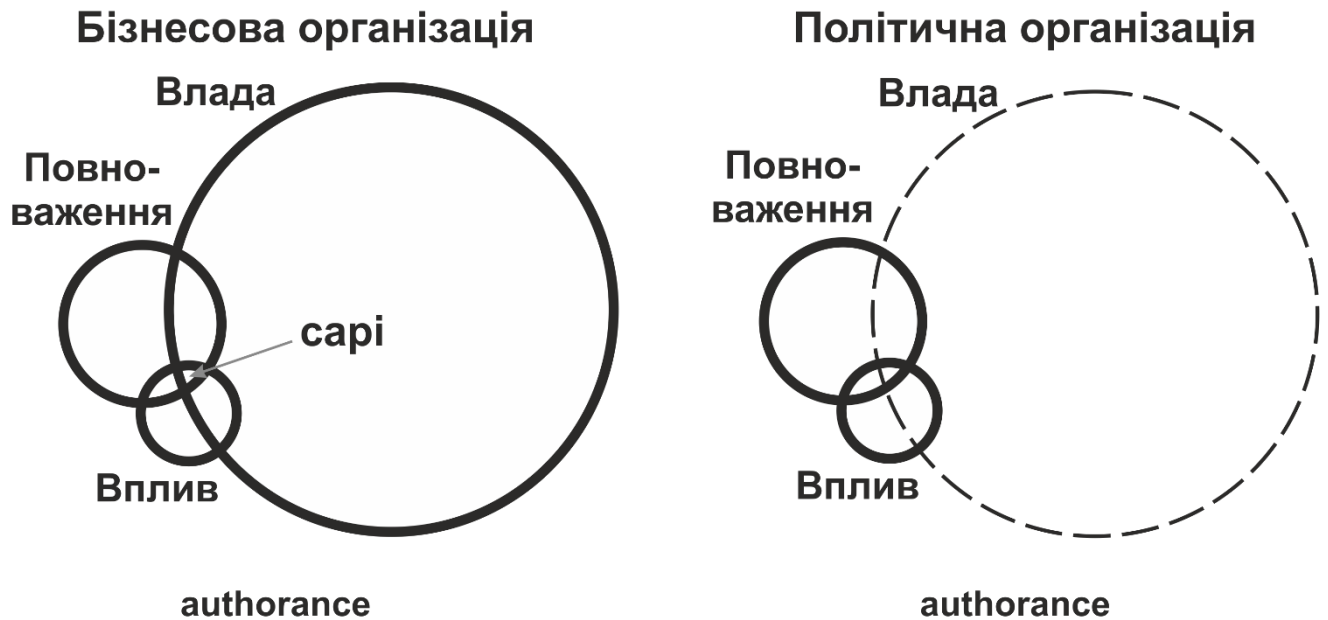 Бізнесова організація
Влада
Повно-
важення
сарі
Вплив
authorance
Політична організація
Влада
Повно-
важення
Вплив
authorance